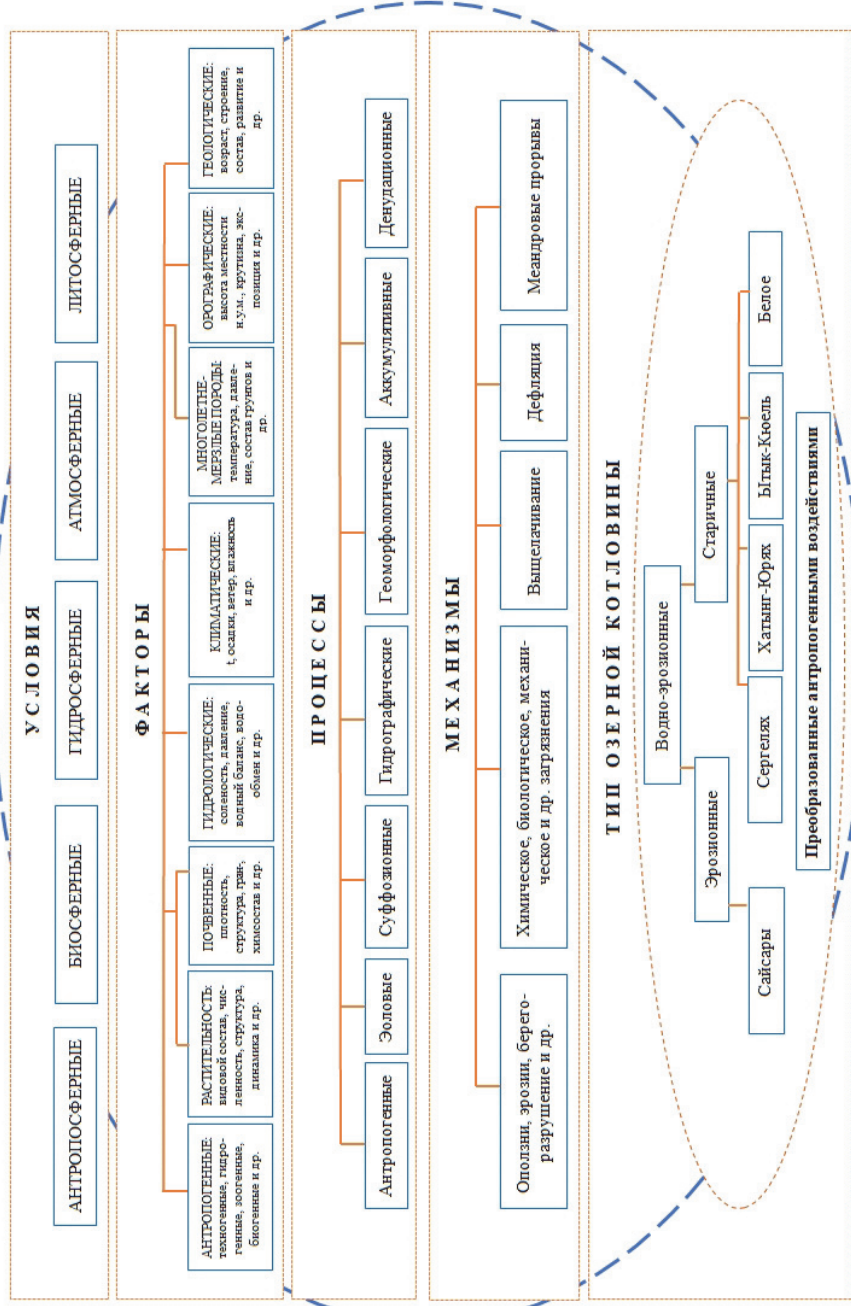 УСЛОВИЯ
АНТРОПОСФЕРНЫЕ
БИОСФЕРНЫЕ
ГИДРОСФЕРНЫЕ
АТМОСФЕРНЫЕ
ЛИТОСФЕРНЫЕ
ФАКТОРЫ
АНТРОПОГЕННЫЕ:
техногенные, гидро-
генные, зоогенные,
биогенные и др.
РАСТИТЕЛЬНОСТЬ:
видовой состав, чис-
ленность, структура,
динамика и др.
ПОЧВЕННЫЕ:
плотность,
структура, гран-,
химсостав и др.
ГИДРОЛОГИЧЕСКИЕ:
соленость, давление,
водный баланс, водо-
обмен и др.
КЛИМАТИЧЕСКИЕ:
t, осадки, ветер, влажность
и др.
МНОГОЛЕТНЕ-
МЕРЗЛЫЕ ПОРОДЫ:
температура, давле-
ние, состав грунтов и
др.
ОРОГРАФИЧЕСКИЕ:
высота местности
н.у.м., крутизна, экс-
позиция и др.
ГЕОЛОГИЧЕСКИЕ:
возраст, строение,
состав, развитие и
др.
ПРОЦЕССЫ
Антропогенные
Эоловые
Суффозионные
Гидрографические
Геоморфологические
Аккумулятивные
Денудационные
МЕХАНИЗМЫ
Оползни, эрозии, берего-
разрушение и др.
Химическое, биологическое, механи-
ческое и др. загрязнения
Выщелачивание
Дефляция
Меандровые прорывы
ТИП ОЗЕРНОЙ КОТЛОВИНЫ
Водно-эрозионные
Эрозионные
Старичные
Сайсары
Сергелях
Хатынг-Юрях
Ытык-Кюель
Белое
Преобразованные антропогенными воздействиями